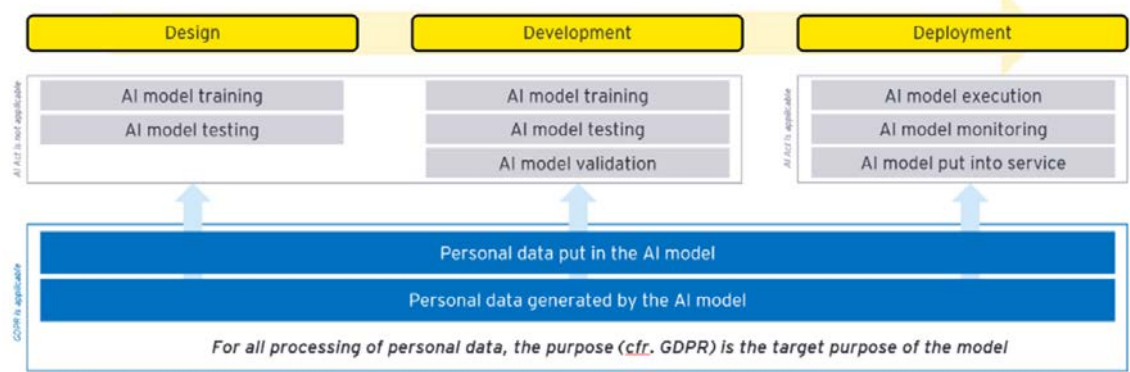 Design
Development
Deployment
AI Act is not applicable
AI model training
AI model testing
AI model training
AI model testing
AI model validation
AI Act is applicable
AI model execution
AI model monitoring
AI model put into service
GDPR is applicable
Personal data put in the AI model
Personal data generated by the AI model
For all processing of personal data, the purpose (cfr. GDPR) is the target purpose of the model